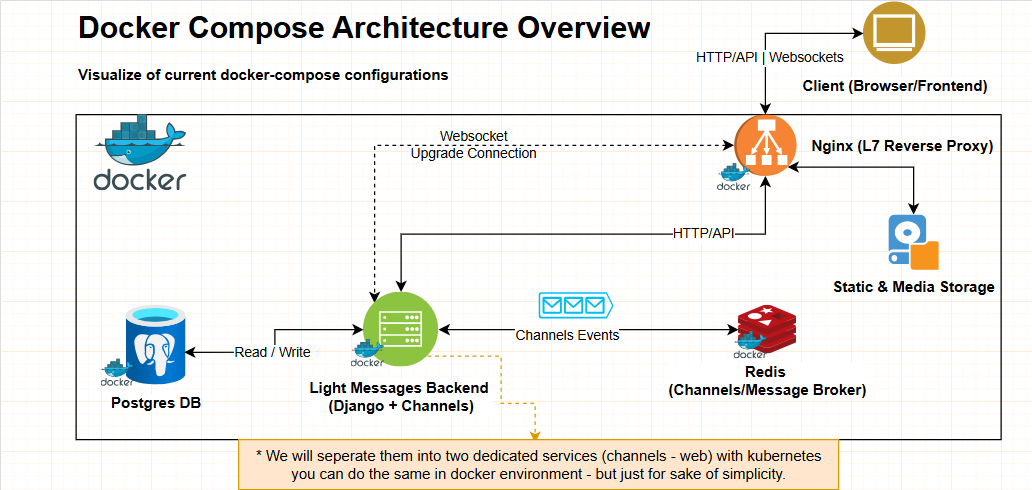 Docker Compose Architecture Overview
Visualize of current docker-compose configurations
HTTP/API | Websockets
Client (Browser/Frontend)
docker
Websocket
Upgrade Connection
Nginx (L7 Reverse Proxy)
docker
HTTP/API
Static & Media Storage
Channels Events
Read / Write
docker
docker
docker
Postgres DB
Light Messages Backend
(Django + Channels)
Redis
(Channels/Message Broker)
* We will seperate them into two dedicated services (channels - web) with kubernetes
you can do the same in docker environment - but just for sake of simplicity.